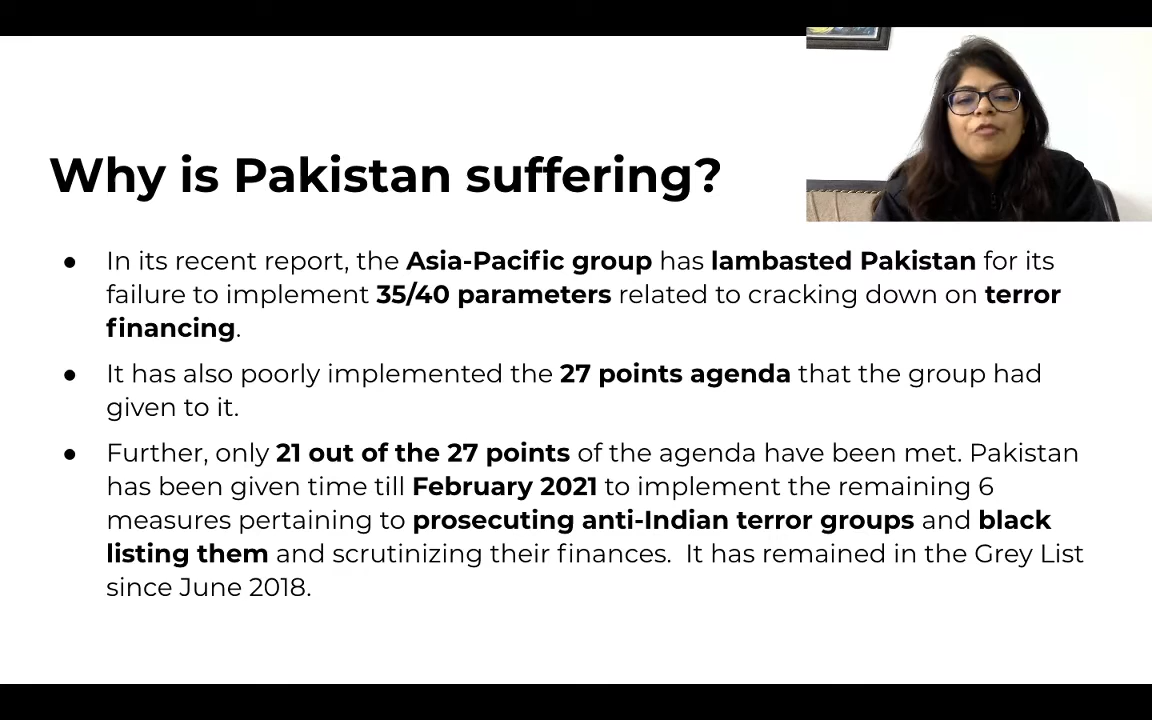 Why is Pakistan suffering?
● In its recent report, the Asia-Pacific group has lambasted Pakistan for its
failure to implement 35/40 parameters related to cracking down on terror
financing.
● It has also poorly implemented the 27 points agenda that the group had
given to it.
● Further, only 21 out of the 27 points of the agenda have been met. Pakistan
has been given time till February 2021 to implement the remaining 6
measures pertaining to prosecuting anti-Indian terror groups and black
listing them and scrutinizing their finances.  It has remained in the Grey List
since June 2018.